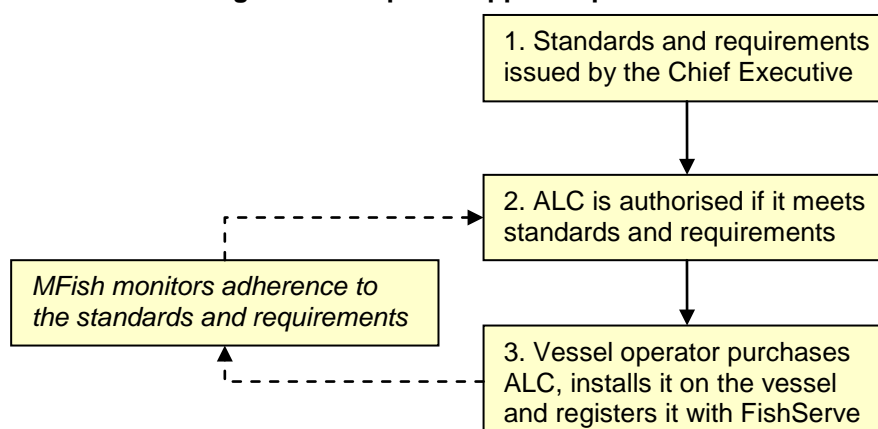 1. Standards and requirements
issued by the Chief Executive
2. ALC is authorised if it meets
standards and requirements
MFish monitors adherence to
the standards and requirements
3. Vessel operator purchases
ALC, installs it on the vessel
and registers it with FishServe